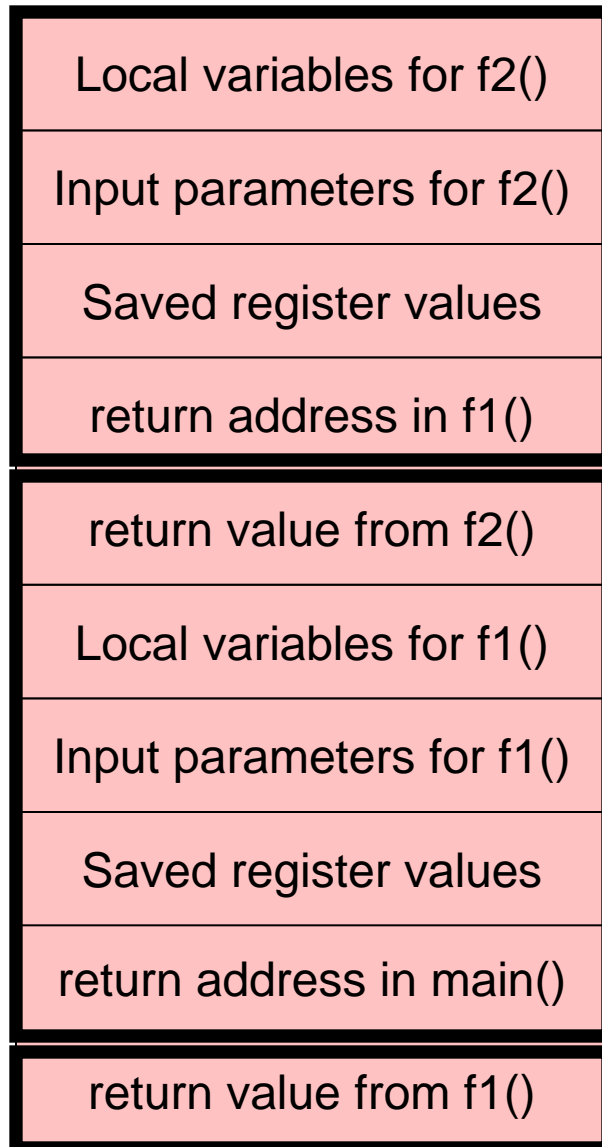 Local variables for f2()
Input parameters for f2()
Saved register values
return address in f1()
return value from f2()
Local variables for f1()
Input parameters for f1()
Saved register values
return address in main()
return value from f1()